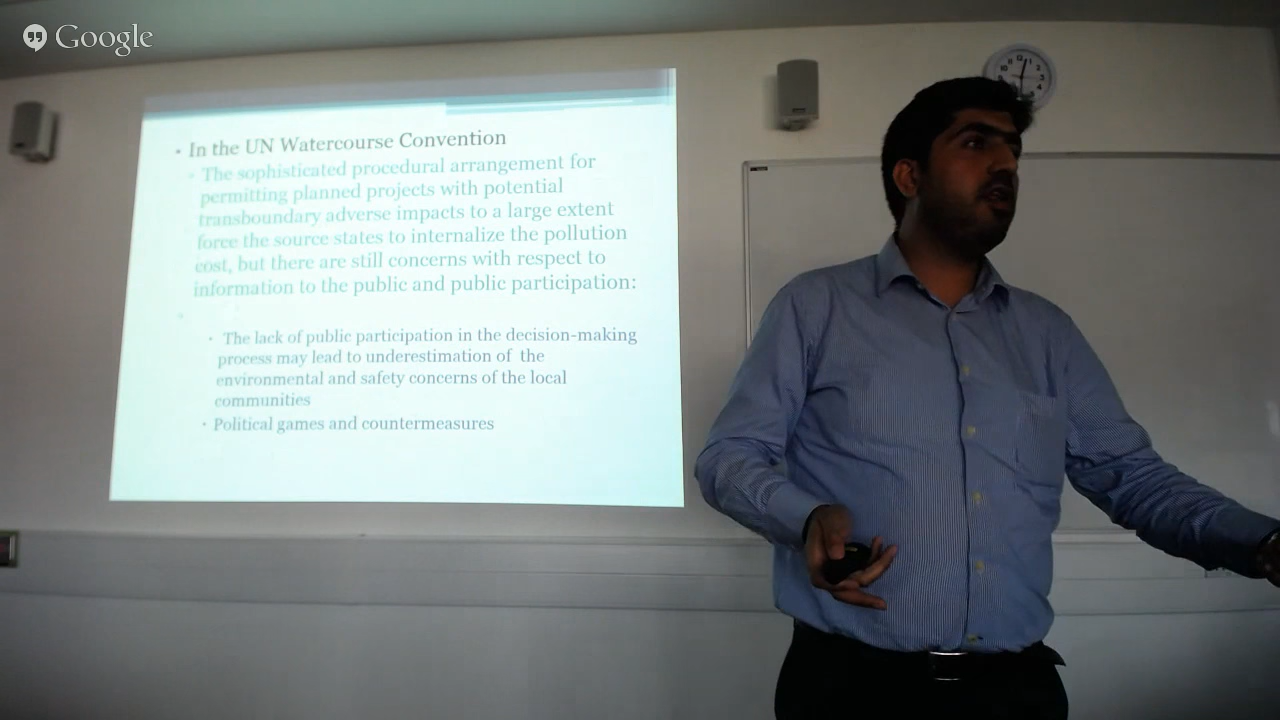 Google
• In the UN Watercourse Convention
The sophisticated procedural arrangement for
permitting planned projects with potential
transboundary adverse impacts to a large extent
force the source states to internalize the pollution
cost, but there are still concerns with respect to
information to the public and public participation:
• The lack of public participation in the decision-making
process may lead to underestimation of the
environmental and safety concerns of the local
communities
• Political games and countermeasures